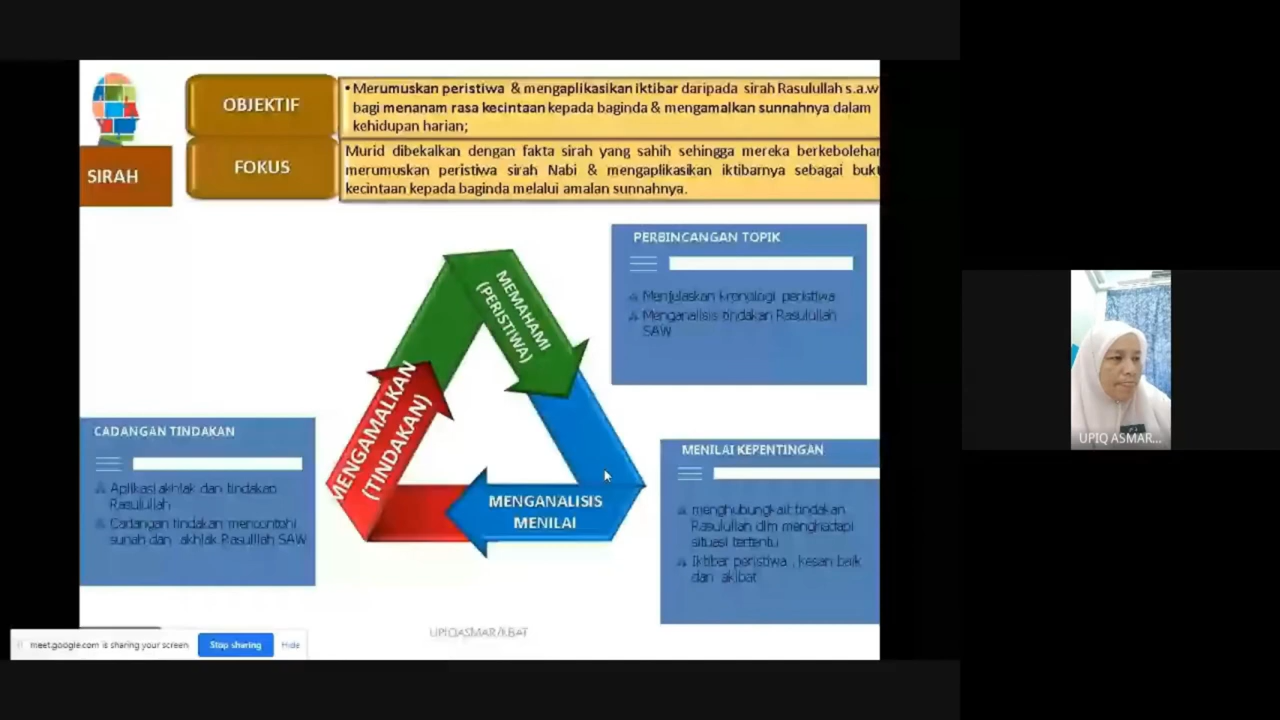 SIRAH
OBJEKTIF
• Merumuskan peristiwa & mengaplikasikan iktibar daripada sirah Rasulullah s.a.w
bagi menanam rasa kecintaan kepada baginda & mengamalkan sunnahnya dalam
kehidupan harian;
FOKUS
Murid dibekalkan dengan fakta sirah yang sahih sehingga mereka berkebolehan
merumuskan peristiwa sirah Nabi & mengaplikasikan iktibarnya sebagai bukti
kecintaan kepada baginda melalui amalan sunnahnya.
PERBINCANGAN TOPIK
Menjulaskan kronologi peristiwa
Menganalisis tindakan Rasulullah
SAW
MEMAHAMI
(PERISTIWA)
MENGAMALKAN
(TINDAKAN)
MENGANALISIS
MENILAI
CADANGAN TINDAKAN
Aplikasi akhlak dan tindakan
Rasulullah
Cadangan tindakan mencontohi
sunah dan akhlak Rasulllah SAW
MENILAI KEPENTINGAN
menghubungkait tindakan
Rasulullah dlm menghadapi
situasi tertentu
Iktibar peristiwa , kesan baik
dan akibat
UPIQASMAR/KBAT
meet.google.com is sharing your screen
Stop sharing
Hide
UPIQ ASMAR...